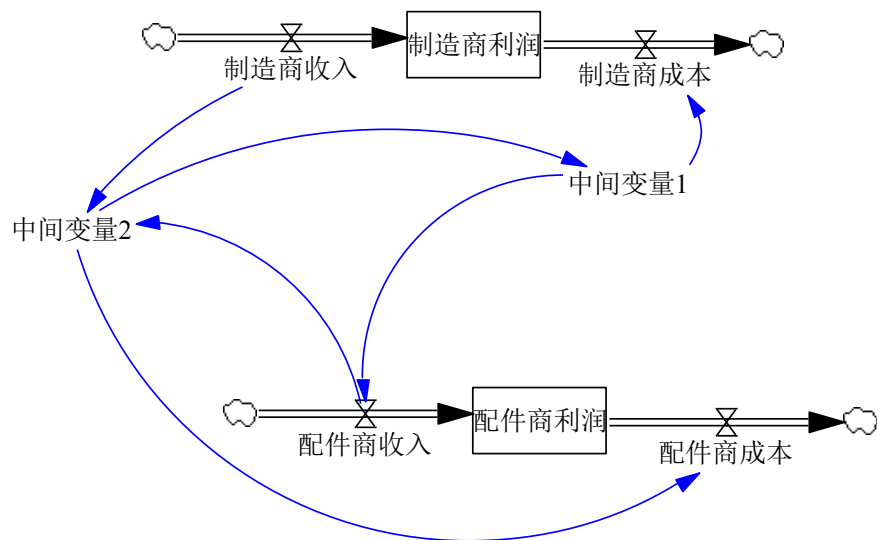 制造商利润
制造商收入
制造商成本
中间变量1
中间变量2
配件商利润
配件商收入
配件商成本